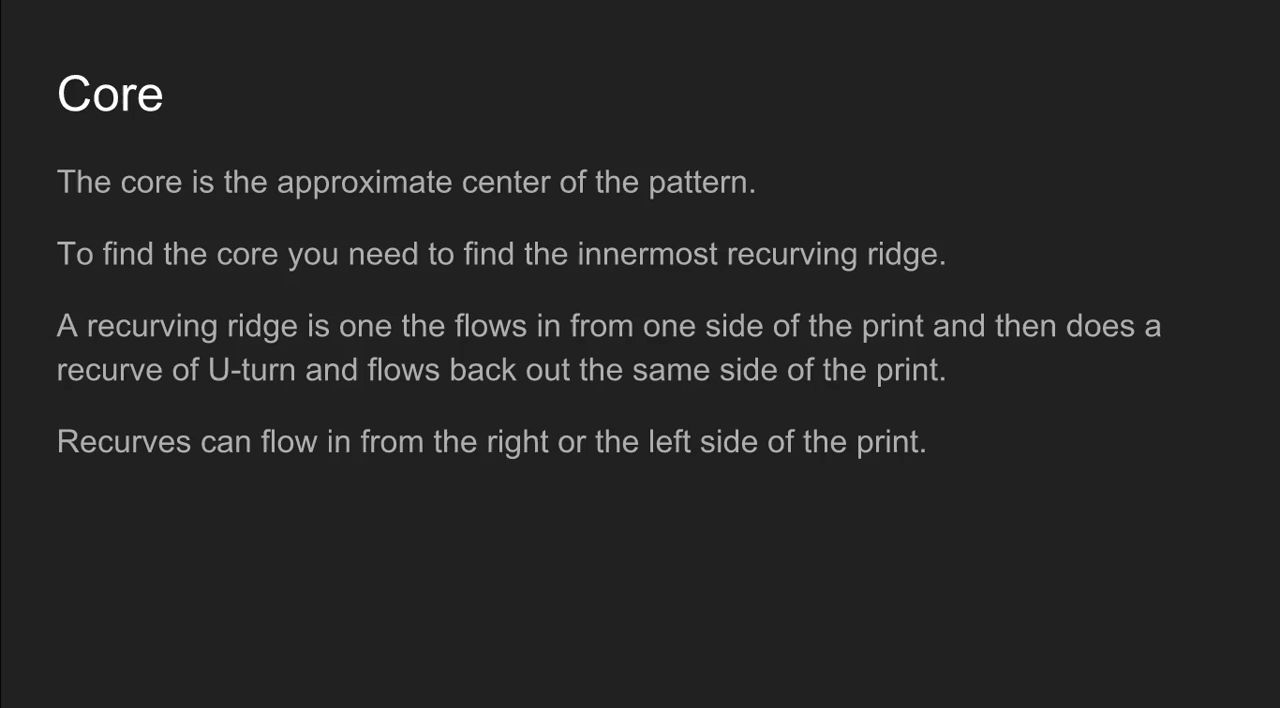 Core
The core is the approximate center of the pattern.
To find the core you need to find the innermost recurving ridge.
A recurving ridge is one the flows in from one side of the print and then does a
recurve of U-turn and flows back out the same side of the print.
Recurves can flow in from the right or the left side of the print.